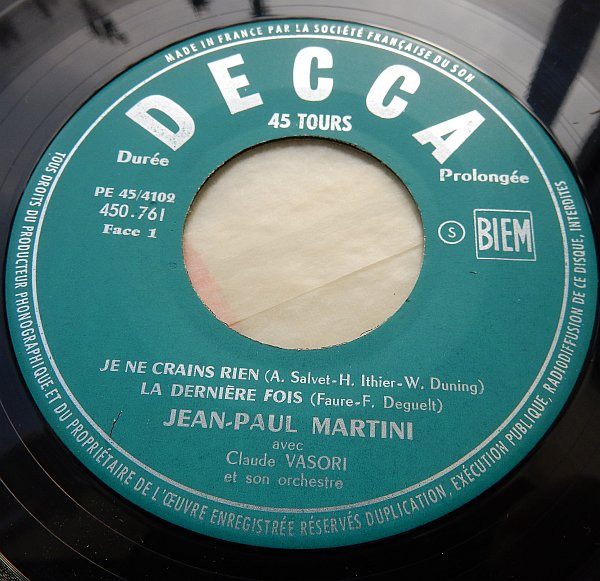 MADE IN FRANCE PAR LA SOCIÉTÉ FRANÇAISE DU SON
DECCA
45 TOURS
Durée
Prolongée
PE 45/4102
450.761
Face 1
S
BIEM
JE NE CRAINS RIEN (A. Salvet-H. Ithier-W. Duning)
LA DERNIÈRE FOIS (Faure-F. Deguelt)
JEAN-PAUL MARTINI
avec
Claude VASORI
et son orchestre
TOUS DROITS DU PRODUCTEUR PHONOGRAPHIQUE ET DU PROPRIÉTAIRE DE L'ŒUVRE ENREGISTRÉE RÉSERVÉS DUPLICATION, EXÉCUTION PUBLIQUE, RADIODIFFUSION DE CE DISQUE, INTERDITES